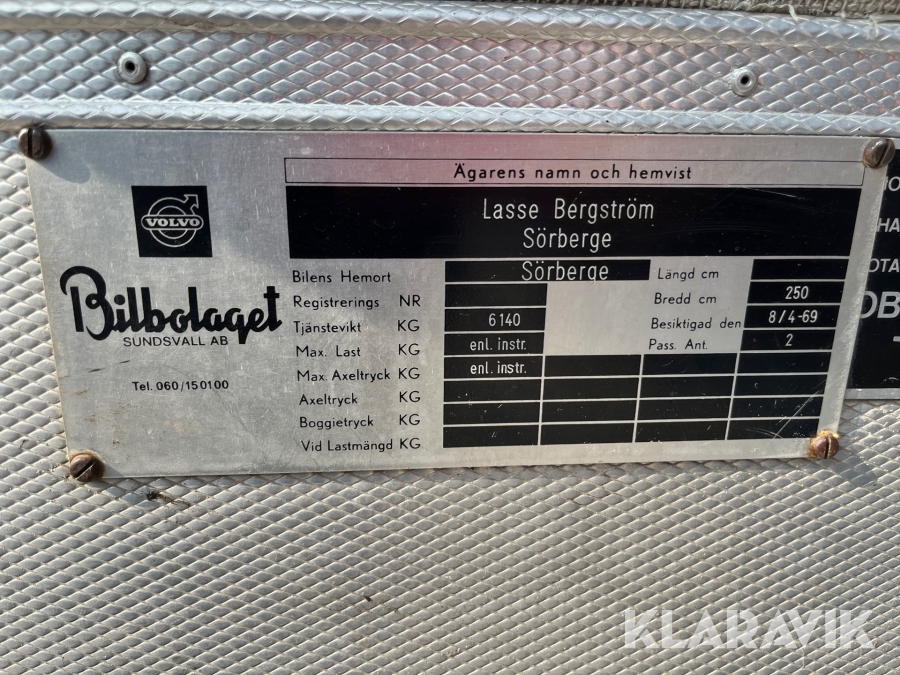 Ägarens namn och hemvist
Lasse Bergström
Sörberge
VOLVO
Bilbolaget
SUNDSVALL AB
Tel. 060/150100
Bilens Hemort Sörberge Längd cm
Registrerings NR Bredd cm 250
Tjänstevikt KG 6140 Besiktigad den 8/4-69
Max. Last KG enl. instr. Pass. Ant. 2
Max. Axeltryck KG enl. instr.
Axeltryck KG
Boggietryck KG
Vid Lastmängd KG
KLARAVIK